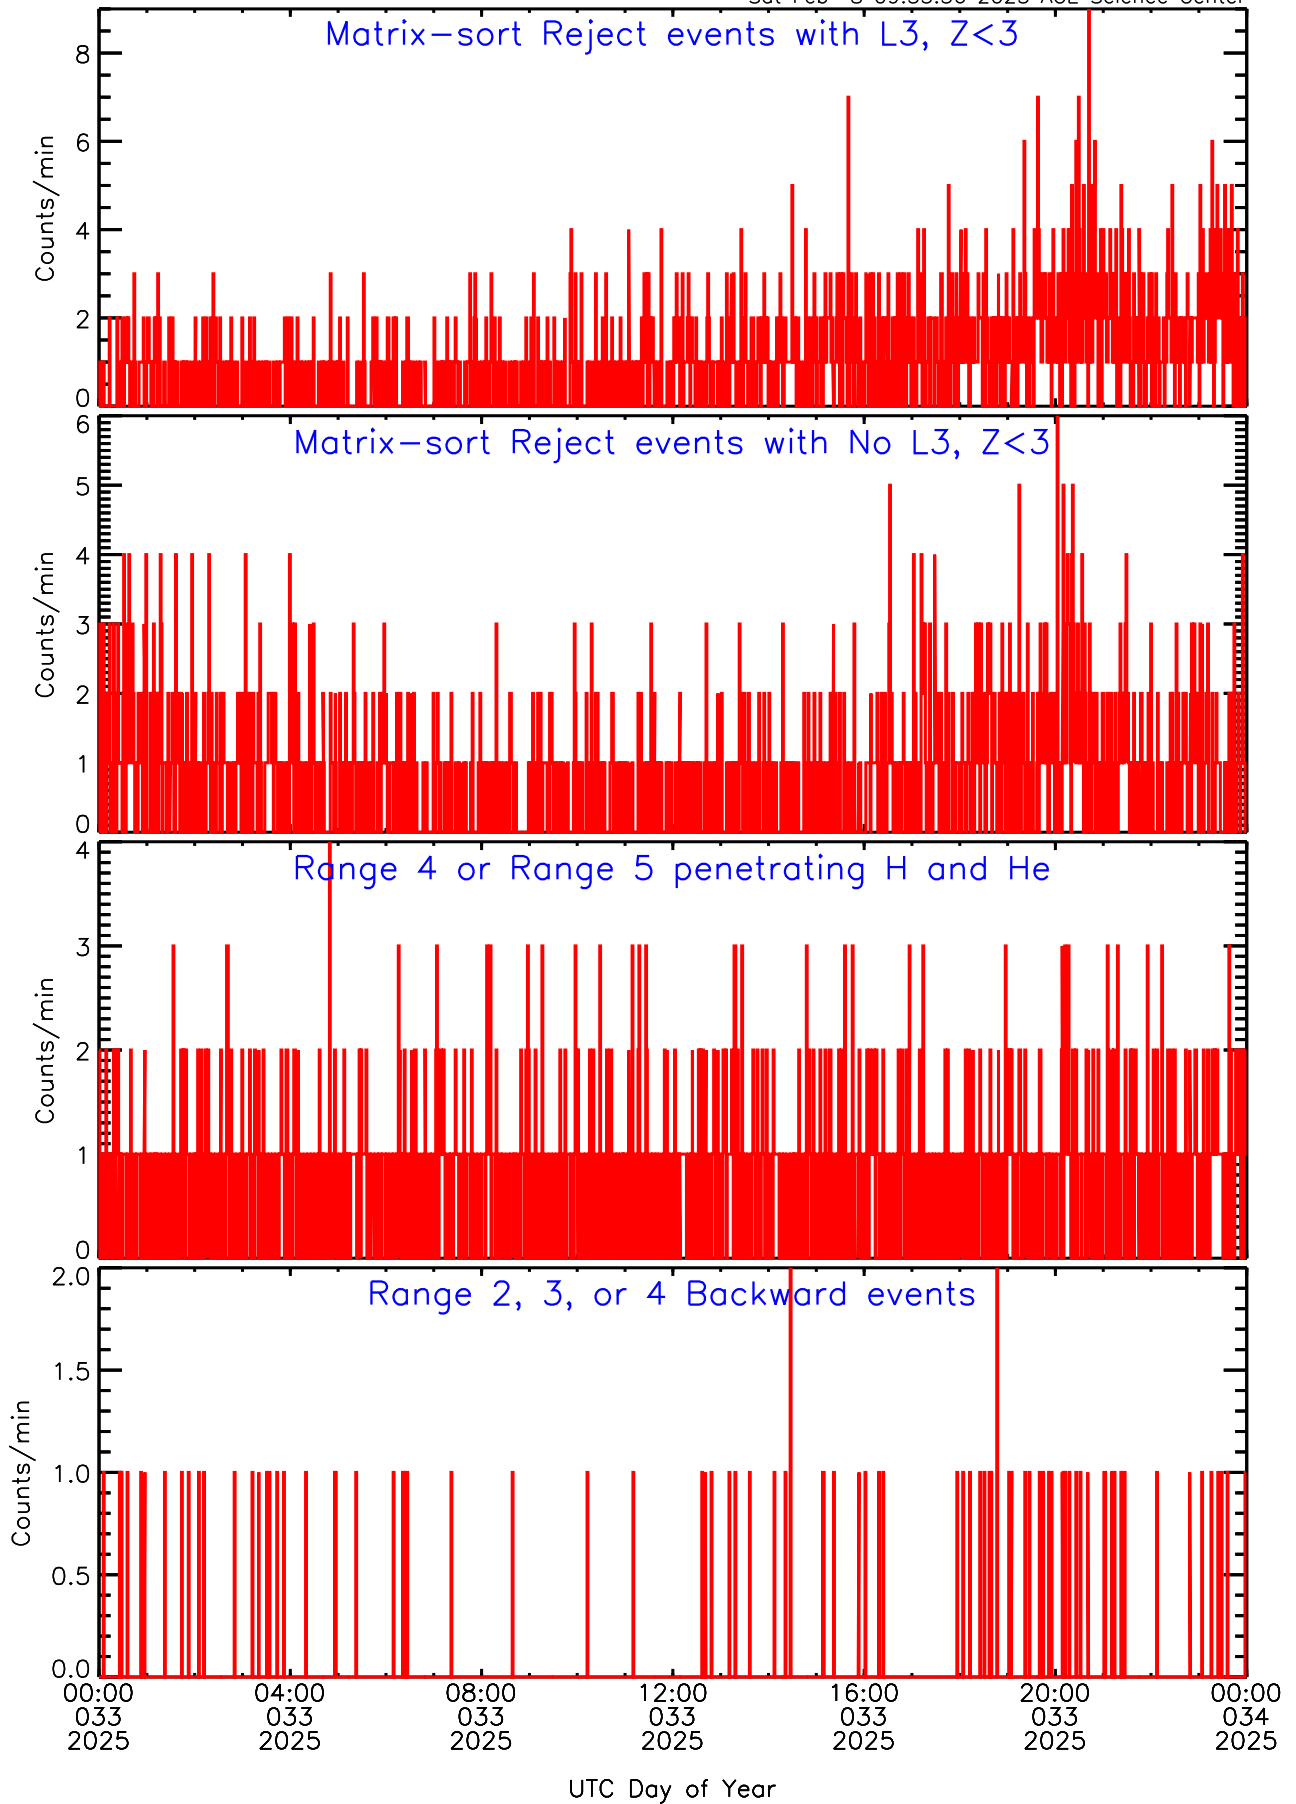 Matrix-sort Reject events with L3, Z<3
8
6
4
2
0
Counts/min
Matrix-sort Reject events with No L3, Z<3
6
5
4
3
2
1
0
Counts/min
Range 4 or Range 5 penetrating H and He
4
3
2
1
0
Counts/min
Range 2, 3, or 4 Backward events
2.0
1.5
1.0
0.5
0.0
Counts/min
00:00 04:00 08:00 12:00 16:00 20:00 00:00
033 033 033 033 033 033 034
2025 2025 2025 2025 2025 2025 2025
UTC Day of Year